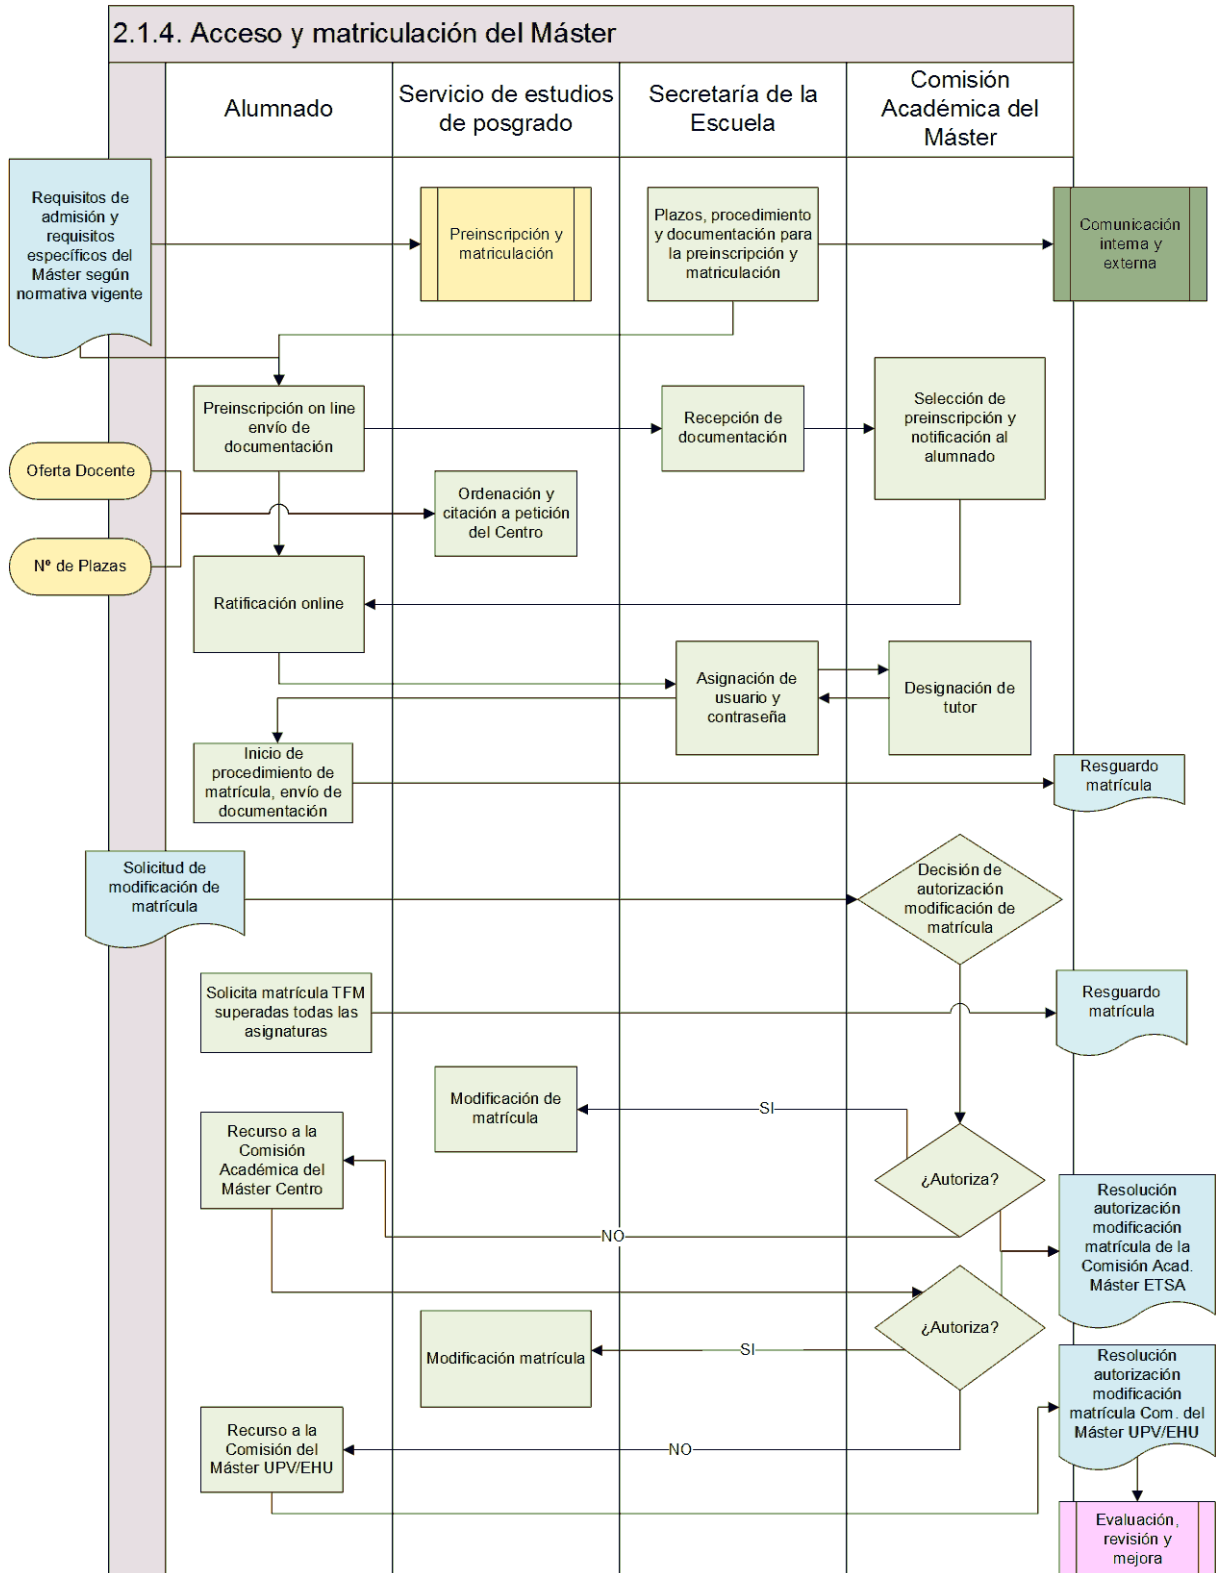 2.1.4. Acceso y matriculación del Máster
Alumnado
Servicio de estudios
de posgrado
Secretaría de la
Escuela
Comisión
Académica del
Máster
Requisitos de
admisión y
requisitos
específicos del
Máster según
normativa vigente
Preinscripción y
matriculación
Plazos, procedimiento
y documentación para
la preinscripción y
matriculación
Comunicación
interna y
externa
Preinscripción on line
envío de
documentación
Recepción de
documentación
Selección de
preinscripción y
notificación al
alumnado
Oferta Docente
Ordenación y
citación a petición
del Centro
Nº de Plazas
Ratificación online
Asignación de
usuario y
contraseña
Designación de
tutor
Inicio de
procedimiento de
matrícula, envío de
documentación
Resguardo
matrícula
Solicitud de
modificación de
matrícula
Decisión de
autorización
modificación de
matrícula
Solicita matrícula TFM
superadas todas las
asignaturas
Resguardo
matrícula
Modificación de
matrícula
SI
Recurso a la
Comisión
Académica del
Máster Centro
¿Autoriza?
NO
Resolución
autorización
modificación
matrícula de la
Comisión Acad.
Máster ETSA
¿Autoriza?
Modificación matrícula
SI
Resolución
autorización
modificación
matrícula Com. del
Máster UPV/EHU
Recurso a la
Comisión del
Máster UPV/EHU
NO
Evaluación,
revisión y
mejora